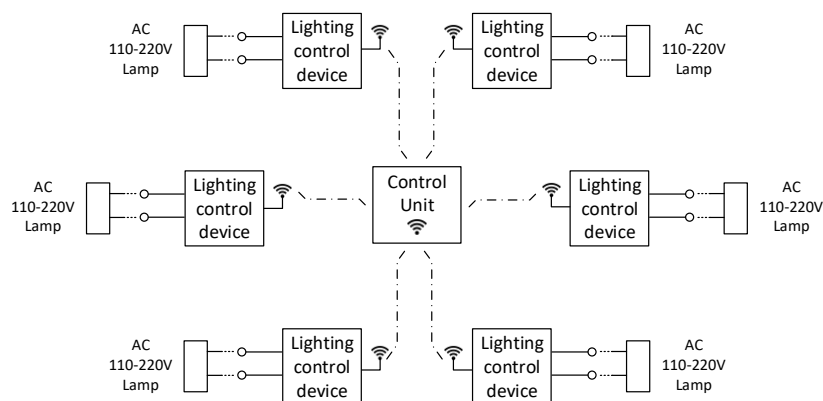 AC
110-220V
Lamp
Lighting
control
device
Lighting
control
device
AC
110-220V
Lamp
AC
110-220V
Lamp
Lighting
control
device
Control
Unit
Lighting
control
device
AC
110-220V
Lamp
AC
110-220V
Lamp
Lighting
control
device
Lighting
control
device
AC
110-220V
Lamp